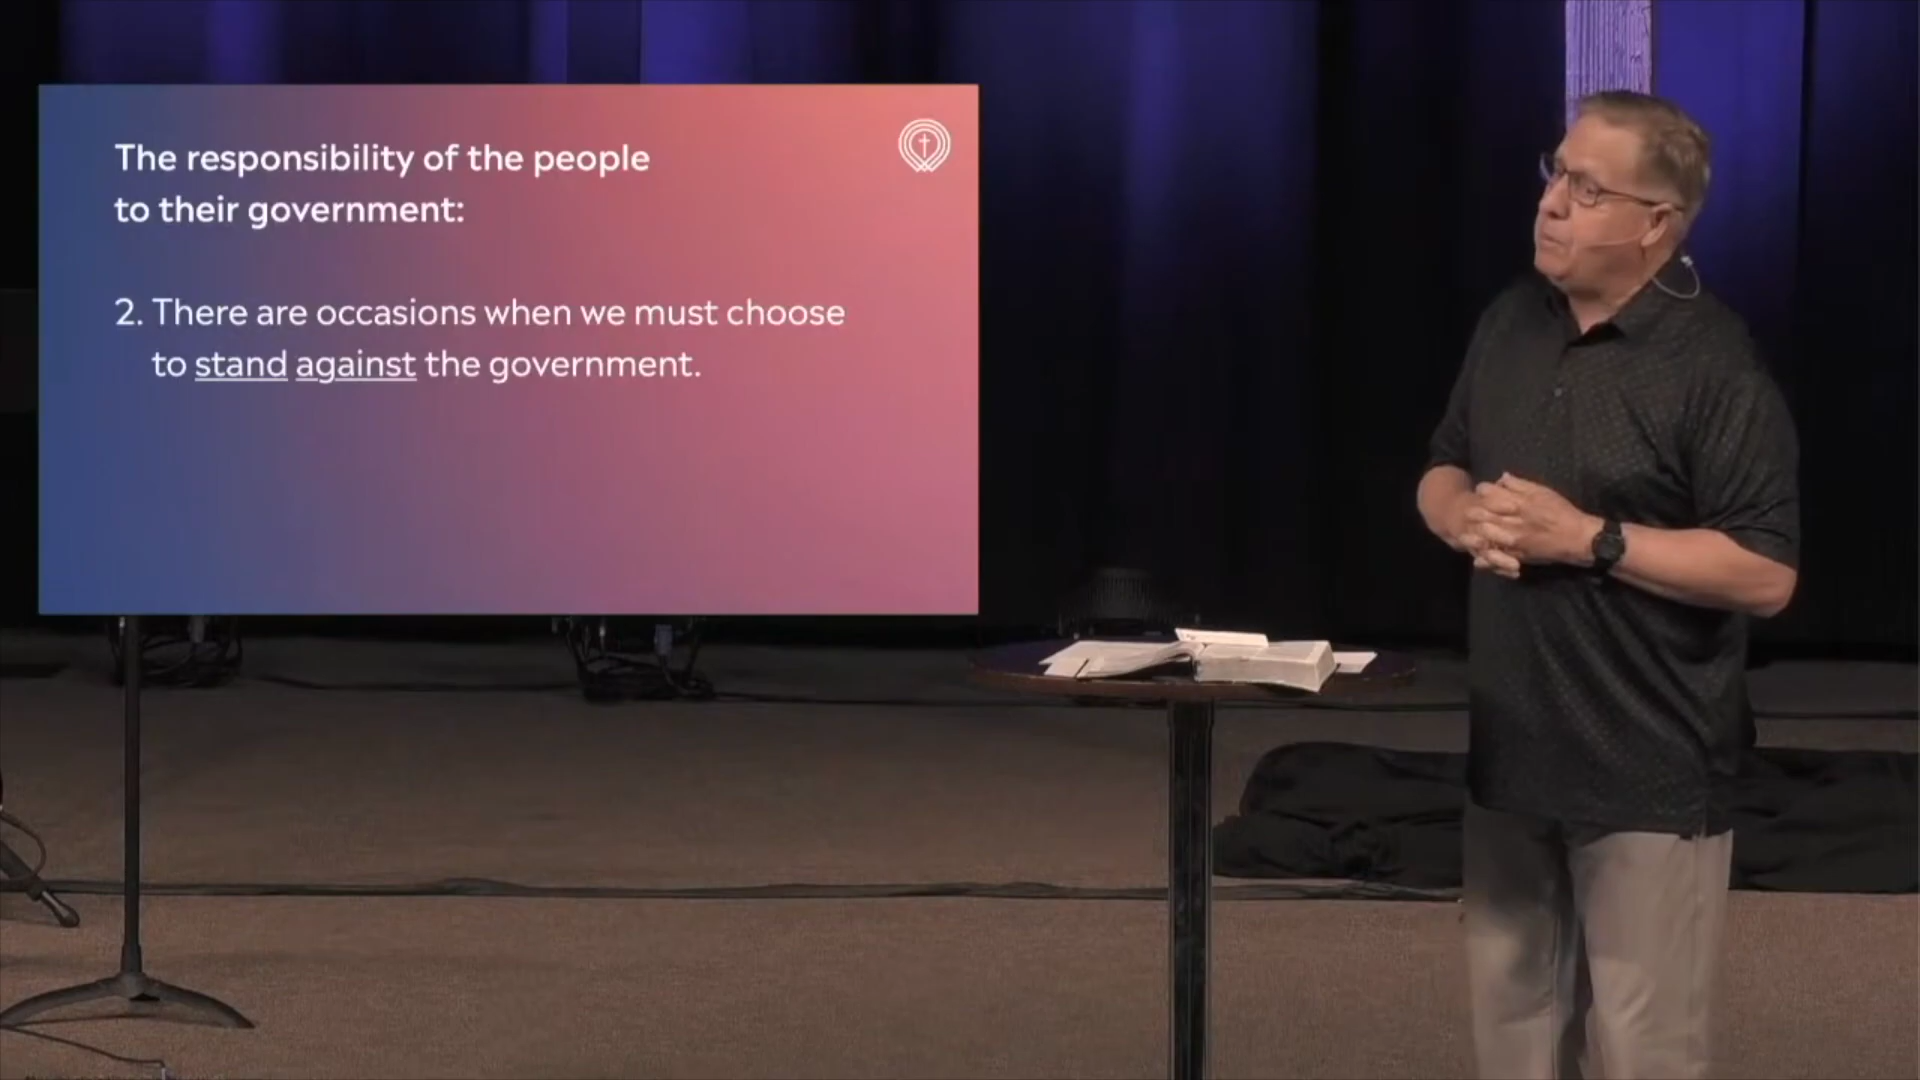 The responsibility of the people
to their government:
2. There are occasions when we must choose
to stand against the government.